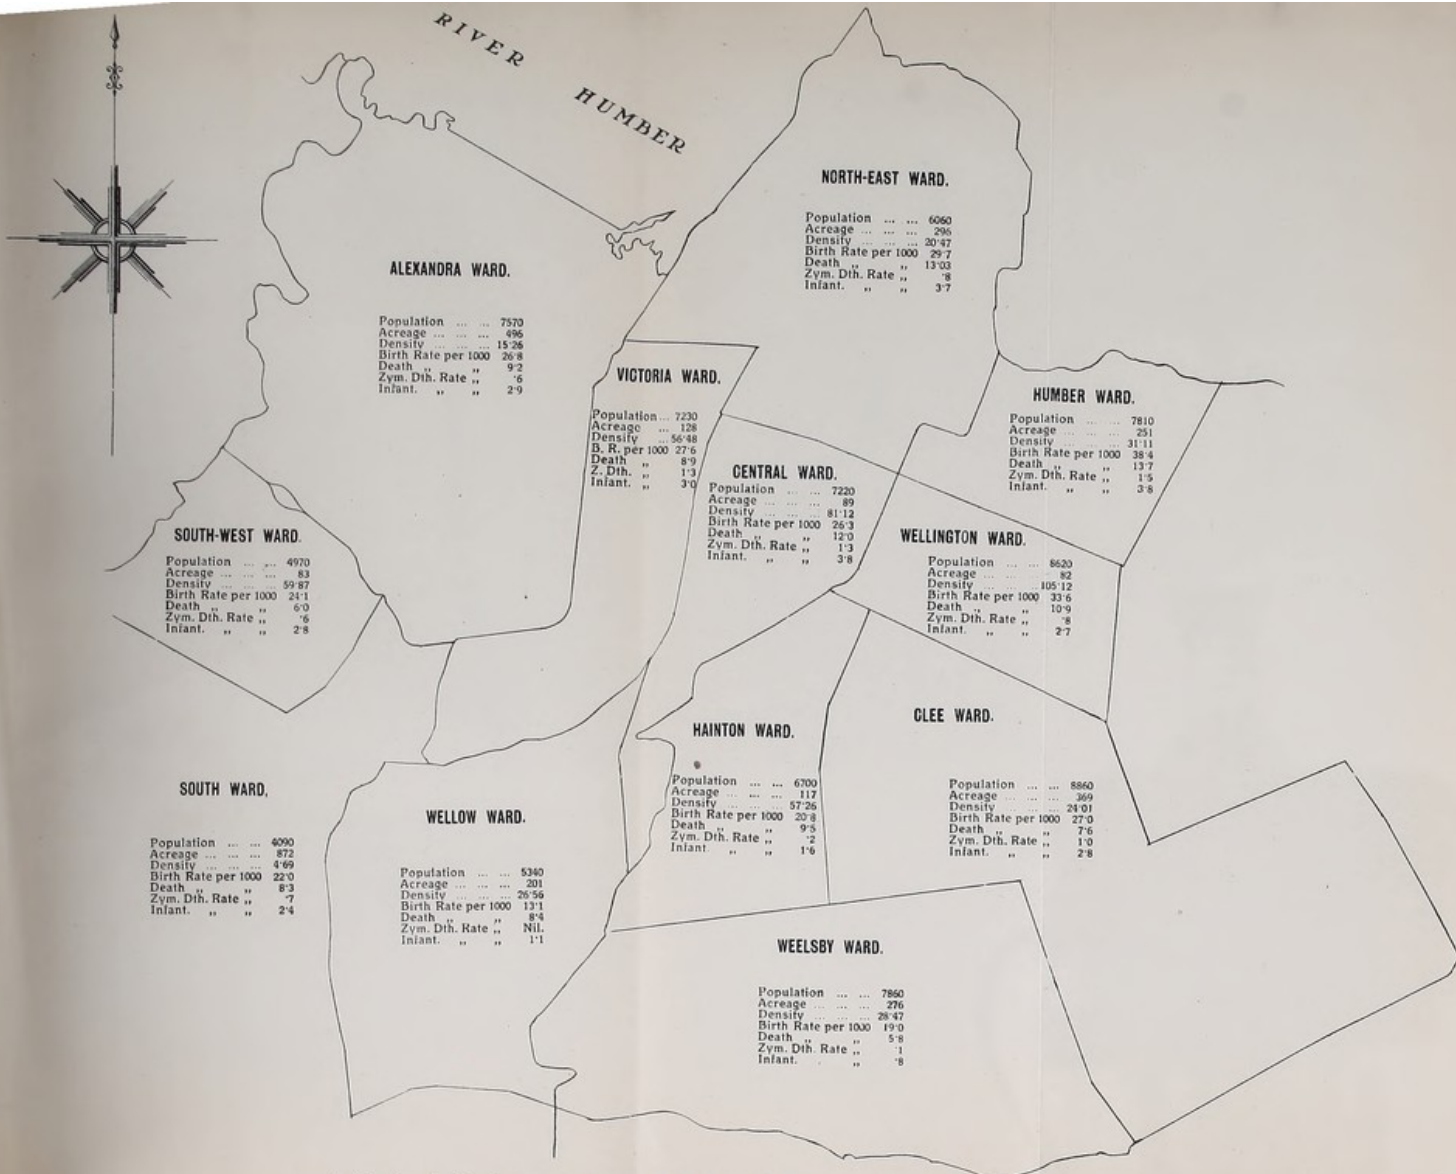 RIVER HUMBER
NORTH-EAST WARD.
Population ... ... 6060
Acreage ... ... ... 296
Density ... ... ... 20·47
Birth Rate per 1000 29·7
Death „ „ 13·03
Zym. Dth. Rate „ ·8
Infant. „ „ 3·7
ALEXANDRA WARD.
Population ... ... 7570
Acreage ... ... ... 496
Density ... ... ... 15·26
Birth Rate per 1000 26·8
Death „ „ 9·2
Zym. Dth. Rate „ ·6
Infant. „ „ 2·9
VICTORIA WARD.
Population ... 7230
Acreage ... 128
Density ... 56·48
B. R. per 1000 27·6
Death „ 8·9
Z. Dth. „ 1·3
Infant. „ 3·0
HUMBER WARD.
Population ... ... 7810
Acreage ... ... ... 251
Density ... ... ... 31·11
Birth Rate per 1000 38·4
Death „ „ 13·7
Zym. Dth. Rate „ 1·5
Infant. „ „ 3·8
CENTRAL WARD.
Population ... ... 7220
Acreage ... ... ... 89
Density ... ... ... 81·12
Birth Rate per 1000 26·3
Death „ „ 12·0
Zym. Dth. Rate „ 1·3
Infant. „ „ 3·8
SOUTH-WEST WARD.
Population ... ... 4970
Acreage ... ... ... 83
Density ... ... ... 59·87
Birth Rate per 1000 24·1
Death „ „ 6·0
Zym. Dth. Rate „ ·6
Infant. „ „ 2·8
WELLINGTON WARD.
Population ... ... 8620
Acreage ... ... ... 82
Density ... ... ... 105·12
Birth Rate per 1000 33·6
Death „ „ 10·9
Zym. Dth. Rate „ ·8
Infant. „ „ 2·7
HAINTON WARD.
Population ... ... 6700
Acreage ... ... ... 117
Density ... ... ... 57·26
Birth Rate per 1000 20·8
Death „ „ 9·5
Zym. Dth. Rate „ ·2
Infant. „ „ 1·6
CLEE WARD.
Population ... ... 8860
Acreage ... ... ... 369
Density ... ... ... 24·01
Birth Rate per 1000 27·0
Death „ „ 7·6
Zym. Dth. Rate „ 1·0
Infant. „ „ 2·8
SOUTH WARD,
Population ... ... 4090
Acreage ... ... ... 872
Density ... ... ... 4·69
Birth Rate per 1000 22·0
Death „ „ 8·3
Zym. Dth. Rate „ ·7
Infant. „ „ 2·4
WELLOW WARD.
Population ... ... 5340
Acreage ... ... ... 201
Density ... ... ... 26·56
Birth Rate per 1000 13·1
Death „ „ 8·4
Zym. Dth. Rate „ Nil.
Infant. „ „ 1·1
WEELSBY WARD.
Population ... ... 7860
Acreage ... ... ... 276
Density ... ... ... 28·47
Birth Rate per 1000 19·0
Death „ „ 5·8
Zym. Dth. Rate „ ·1
Infant. . „ ·8